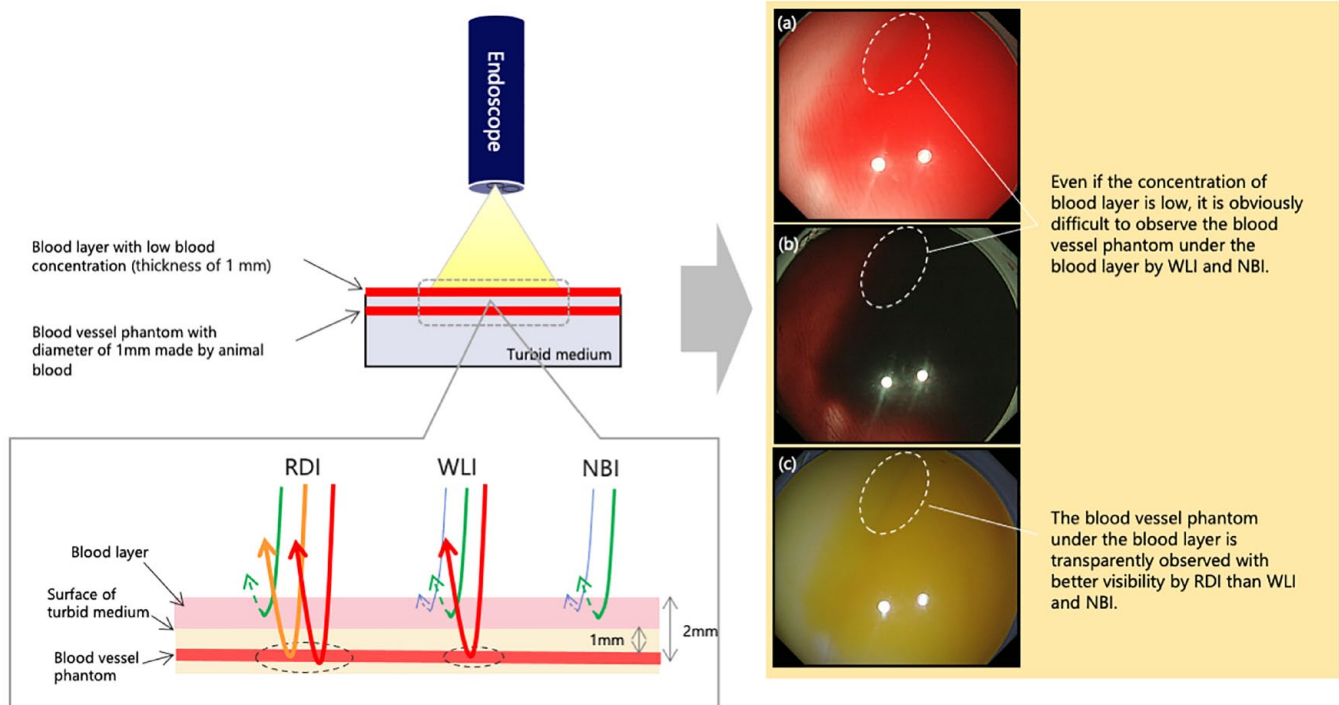 Endoscope
Blood layer with low blood
concentration (thickness of 1 mm)
Blood vessel phantom with
diameter of 1mm made by animal
blood
Turbid medium
RDI
WLI
NBI
Blood layer
Surface of
turbid medium
Blood vessel
phantom
1mm
2mm
(a)
(b)
(c)
Even if the concentration of
blood layer is low, it is obviously
difficult to observe the blood
vessel phantom under the
blood layer by WLI and NBI.
The blood vessel phantom
under the blood layer is
transparently observed with
better visibility by RDI than WLI
and NBI.